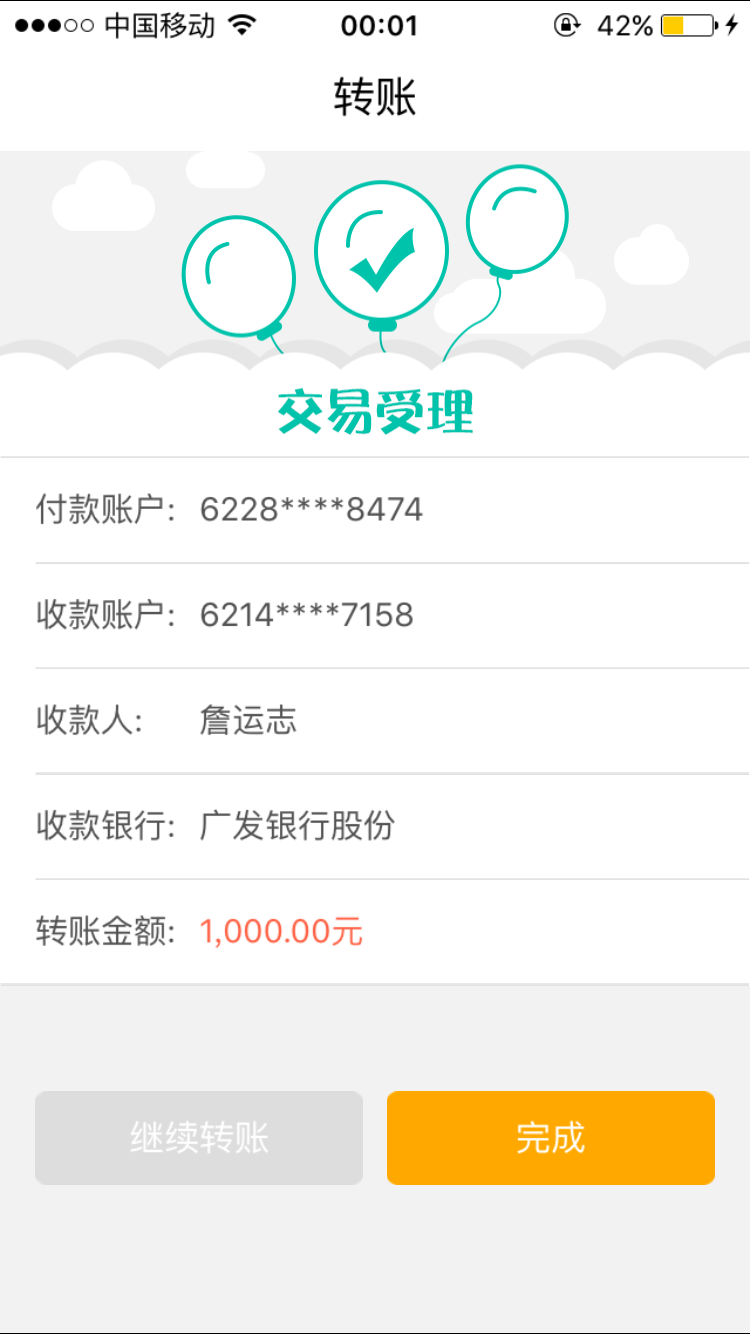 中国移动 00:01 42%
转账
交易受理
付款账户: 6228****8474
收款账户: 6214****7158
收款人: 詹运志
收款银行: 广发银行股份
转账金额: 1,000.00元
继续转账 完成